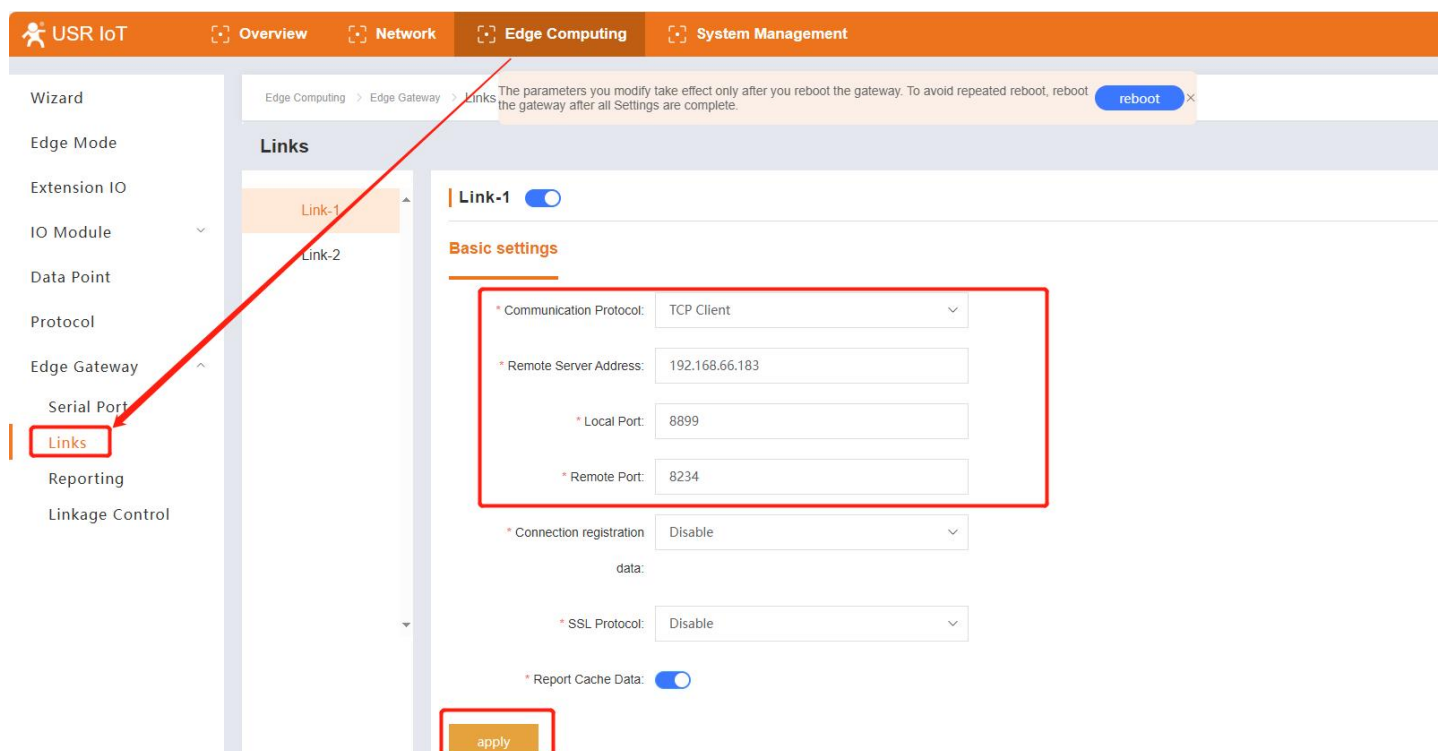 USR IoT
Overview
Network
Edge Computing
System Management
Wizard
Edge Mode
Extension IO
IO Module
Data Point
Protocol
Edge Gateway
Serial Port
Links
Reporting
Linkage Control
Edge Computing > Edge Gateway > Links
The parameters you modify take effect only after you reboot the gateway. To avoid repeated reboot, reboot
the gateway after all Settings are complete.
reboot ×
Links
Link-1
Link-2
Link-1
Basic settings
* Communication Protocol: TCP Client
* Remote Server Address: 192.168.66.183
* Local Port: 8899
* Remote Port: 8234
* Connection registration Disable
data:
* SSL Protocol: Disable
* Report Cache Data:
apply